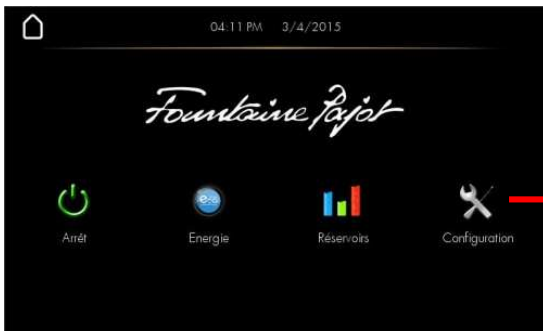 04:11 PM 3/4/2015
Fountaine Pajot
Arrêt Energie Réservoirs Configuration